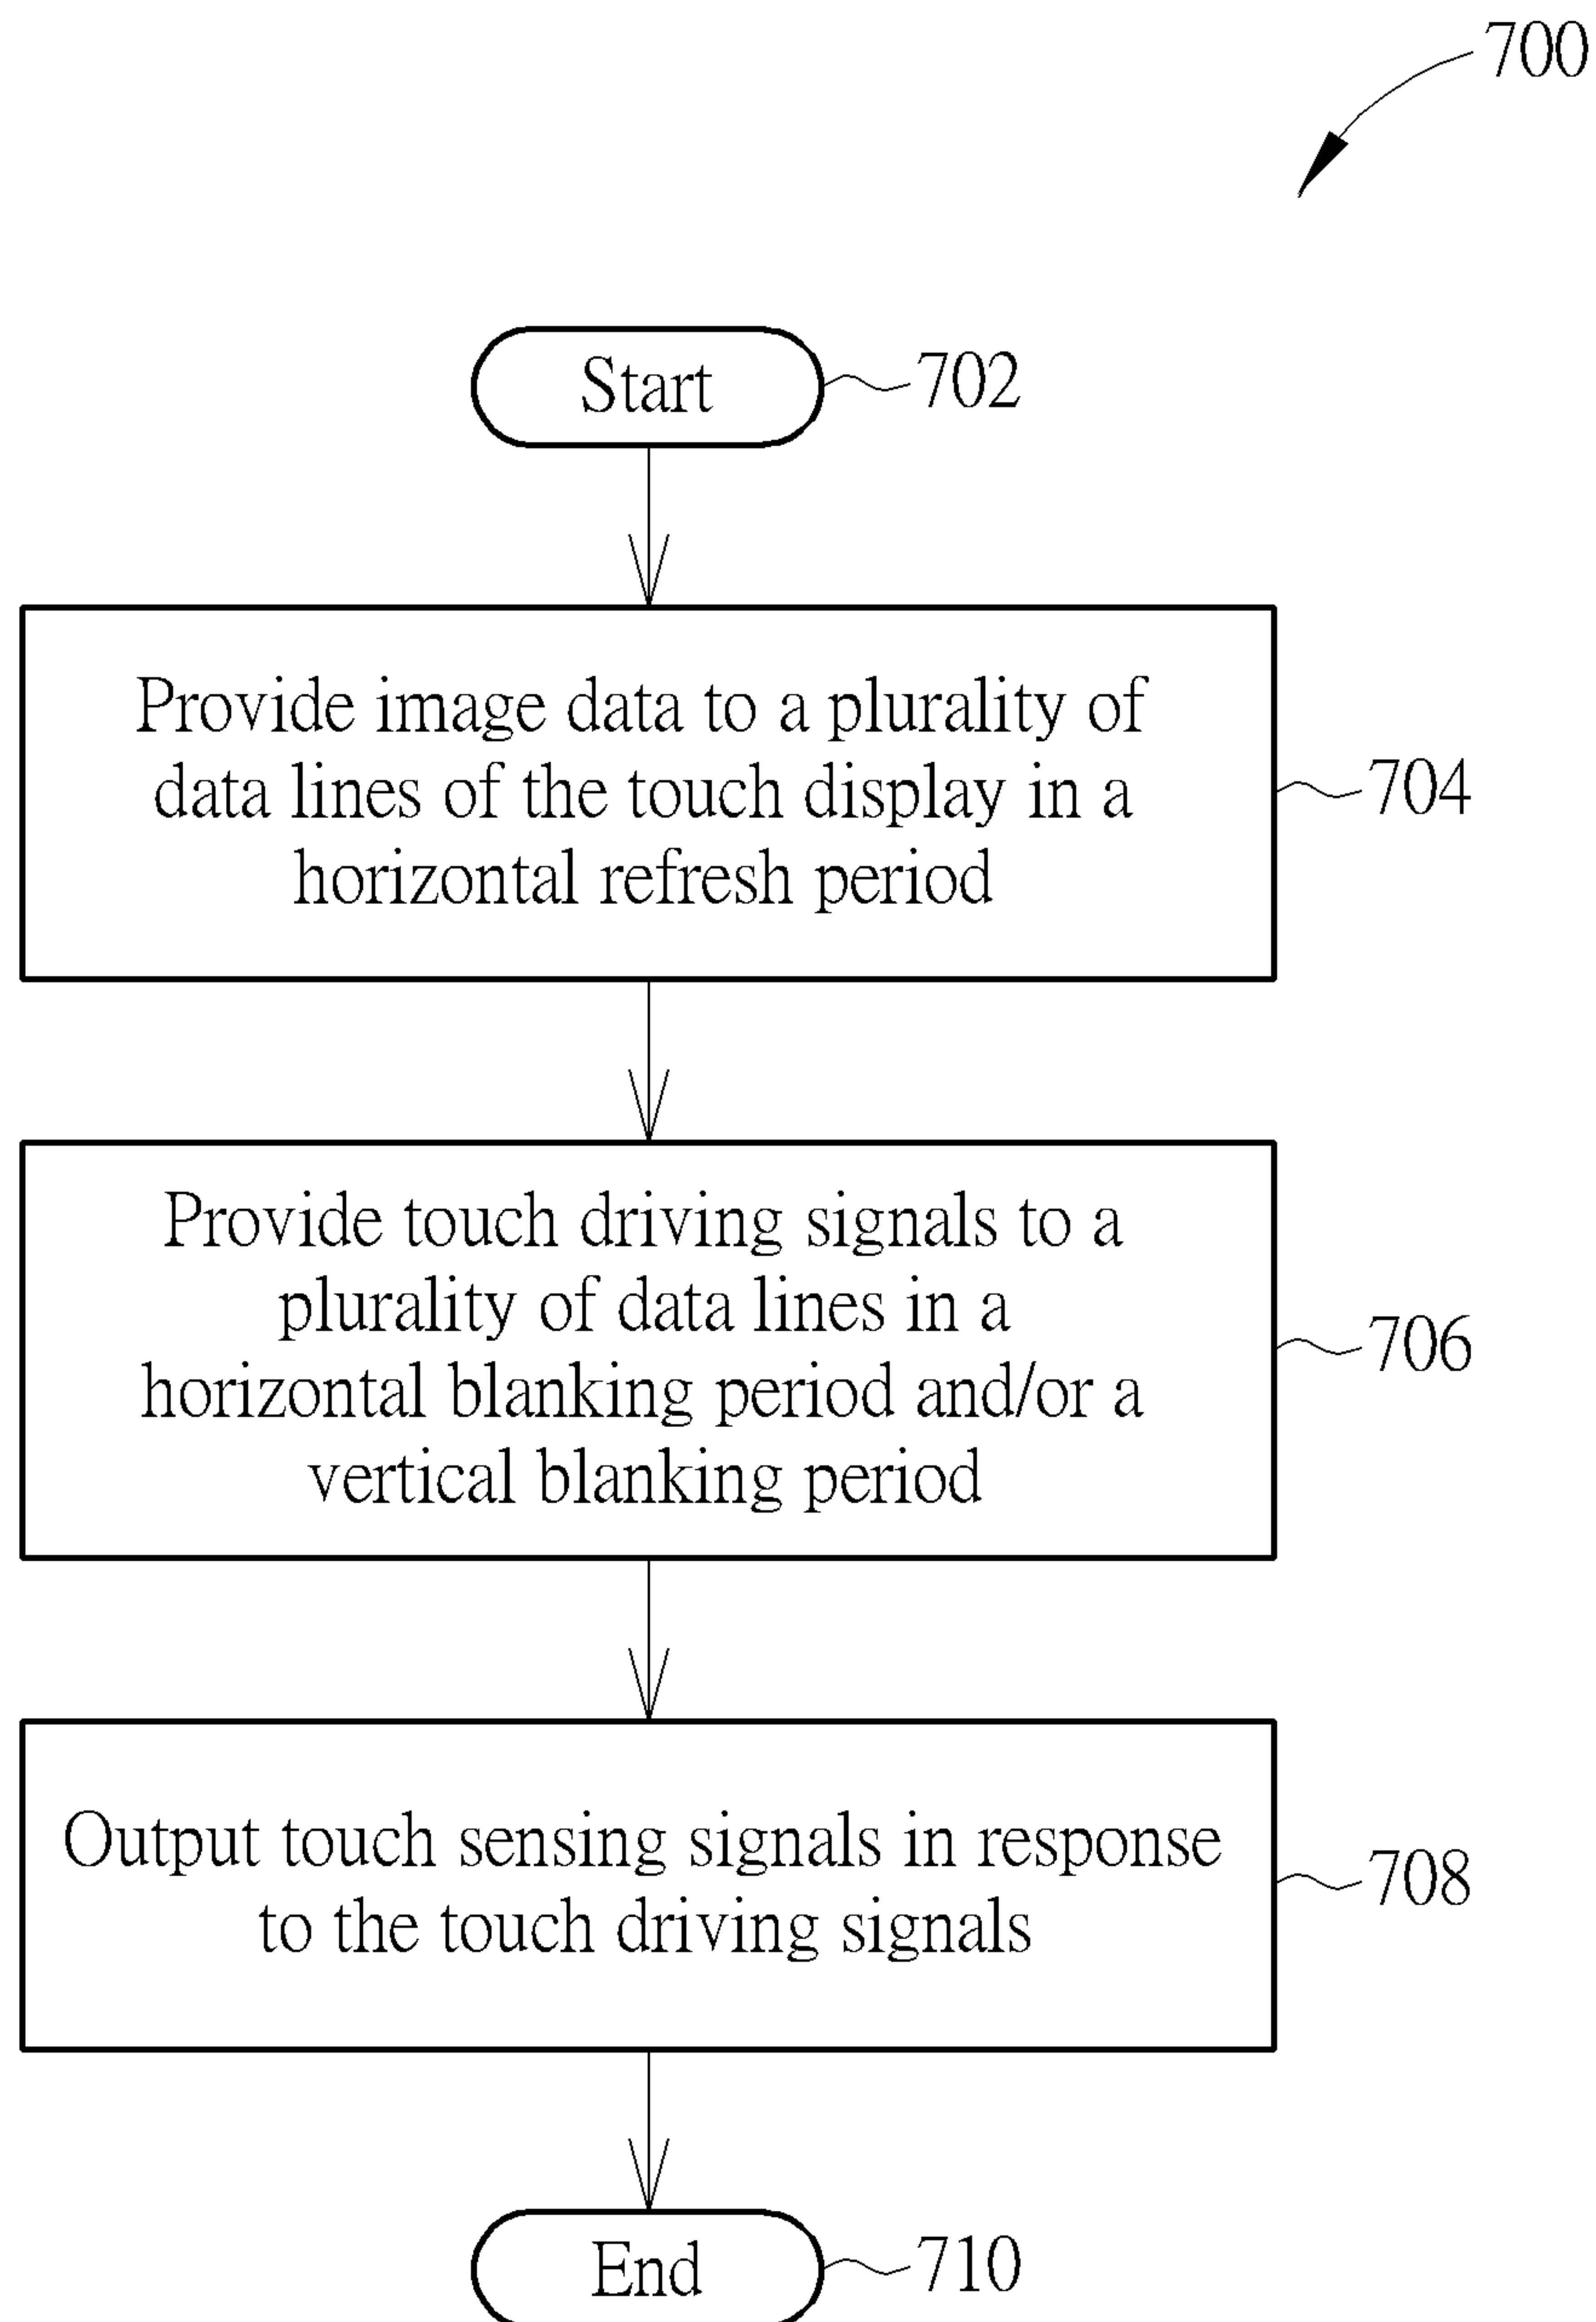 700
Start
702
Provide image data to a plurality of
data lines of the touch display in a
horizontal refresh period
704
Provide touch driving signals to a
plurality of data lines in a
horizontal blanking period and/or a
vertical blanking period
706
Output touch sensing signals in response
to the touch driving signals
708
End
710